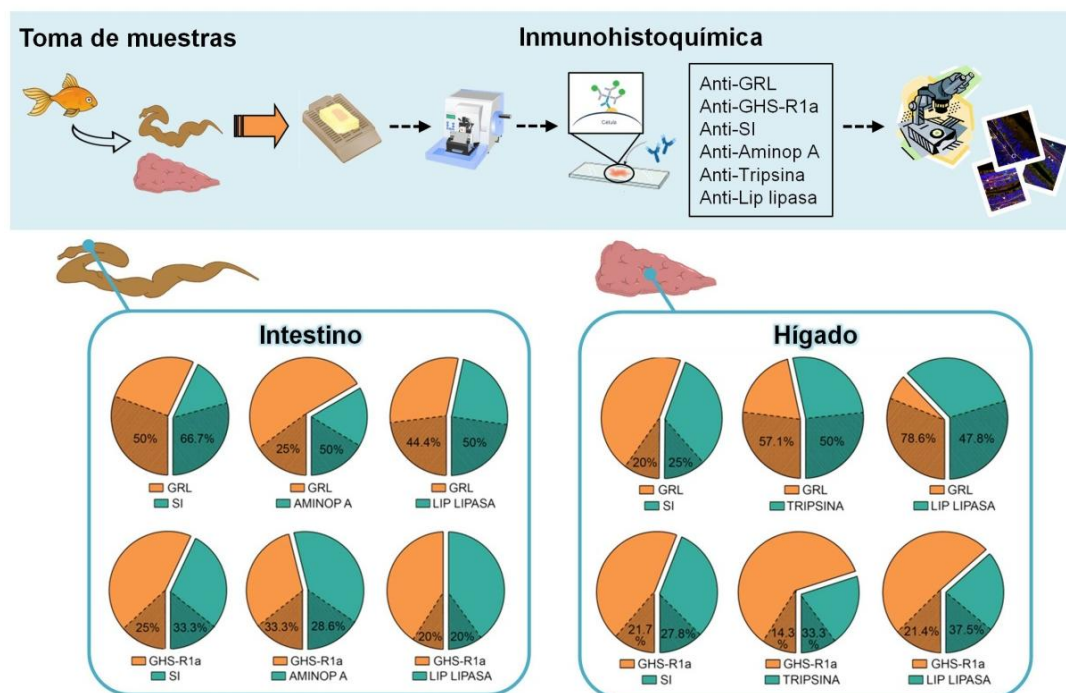 Toma de muestras
Inmunohistoquímica
Célula
Anti-GRL
Anti-GHS-R1a
Anti-SI
Anti-Aminop A
Anti-Tripsina
Anti-Lip lipasa
Intestino
50%
66.7%
GRL
SI
25%
50%
GRL
AMINOP A
44.4%
50%
GRL
LIP LIPASA
25%
33.3%
GHS-R1a
SI
33.3%
28.6%
GHS-R1a
AMINOP A
20%
20%
GHS-R1a
LIP LIPASA
Hígado
20%
25%
GRL
SI
57.1%
50%
GRL
TRIPSINA
78.6%
47.8%
GRL
LIP LIPASA
21.7
%
27.8%
GHS-R1a
SI
14.3
%
33.3
%
GHS-R1a
TRIPSINA
21.4%
37.5%
GHS-R1a
LIP LIPASA